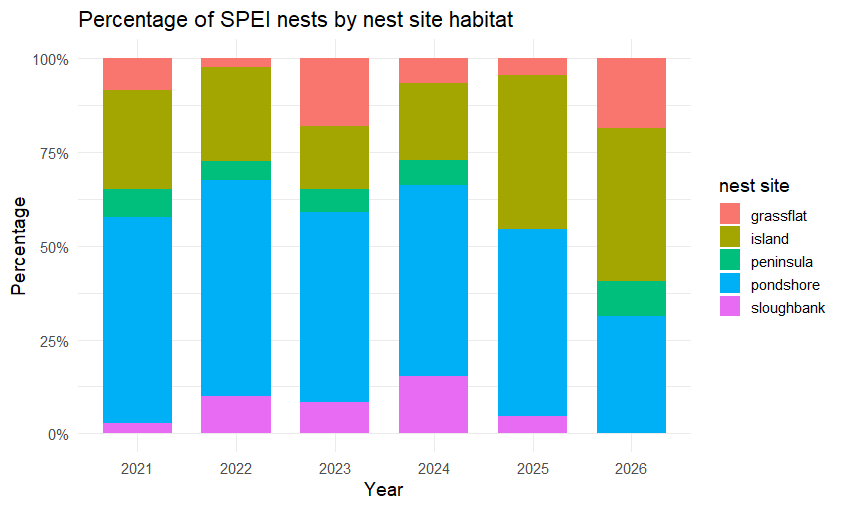 Percentage of SPEI nests by nest site habitat
100%
75%
50%
25%
0%
Percentage
2021 2022 2023 2024 2025 2026
Year
nest site
grassflat
island
peninsula
pondshore
sloughbank